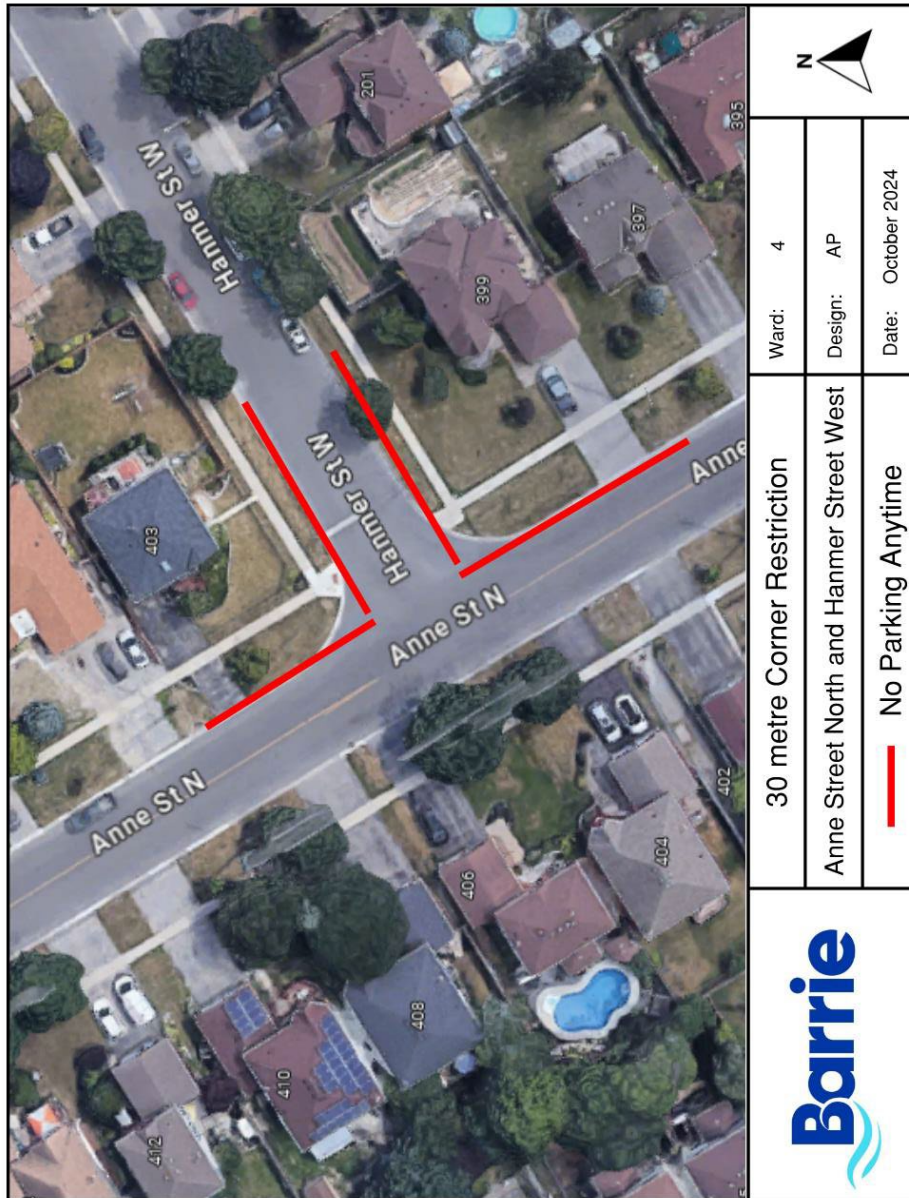 412
Anne St N
403
Hanmer St W
410
201
Hanmer St W
408
Anne St N
406
399
397
404
402
Anne
395
Barrie
30 metre Corner Restriction
Anne Street North and Hanmer Street West
No Parking Anytime
Ward: 4
Design: AP
Date: October 2024
N